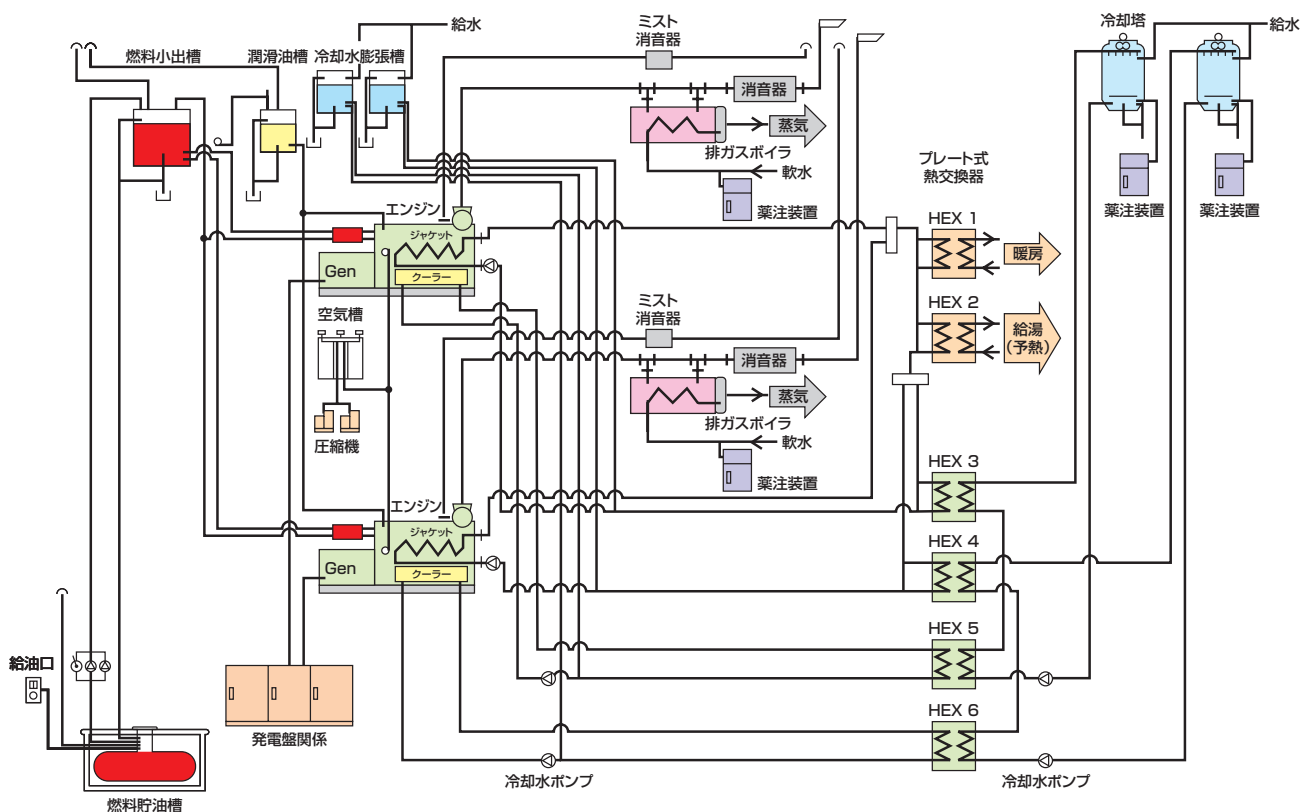 給水
ミスト
消音器
冷却塔
給水
燃料小出槽
潤滑油槽
冷却水膨張槽
消音器
蒸気
排ガスボイラ
軟水
薬注装置
プレート式
熱交換器
薬注装置
薬注装置
エンジン
ジャケット
Gen
クーラー
HEX 1
暖房
空気槽
ミスト
消音器
HEX 2
給湯
(予熱)
消音器
蒸気
排ガスボイラ
圧縮機
軟水
薬注装置
HEX 3
エンジン
ジャケット
Gen
クーラー
HEX 4
HEX 5
給油口
HEX 6
発電盤関係
冷却水ポンプ
冷却水ポンプ
燃料貯油槽